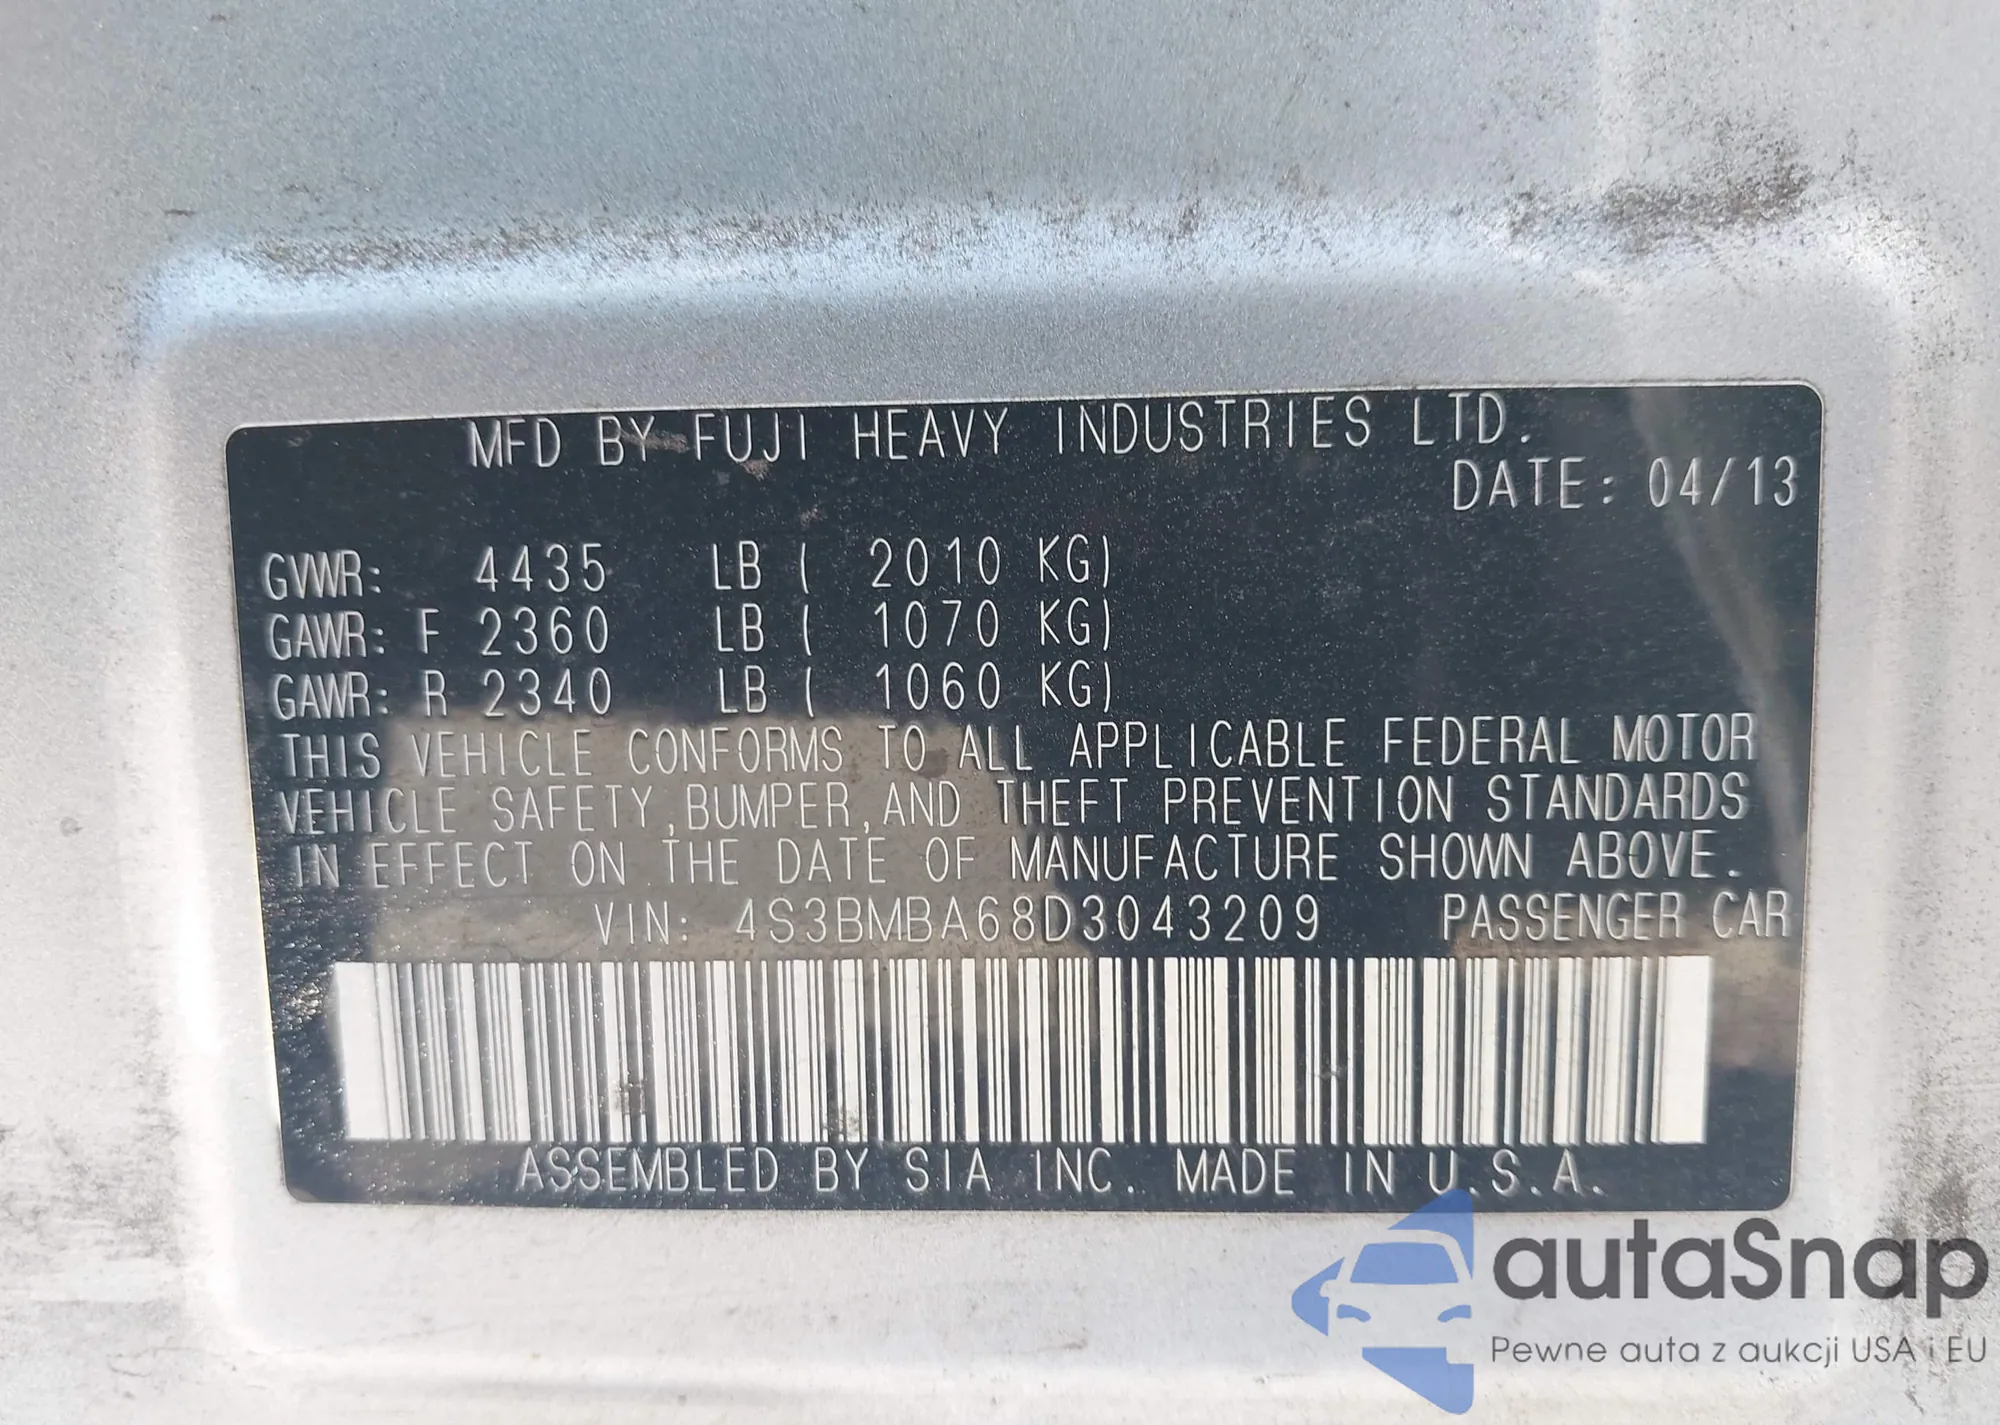 MFD BY FUJI HEAVY INDUSTRIES LTD.
DATE: 04/13
GVWR: 4435 LB ( 2010 KG)
GAWR: F 2360 LB ( 1070 KG)
GAWR: R 2340 LB ( 1060 KG)
THIS VEHICLE CONFORMS TO ALL APPLICABLE FEDERAL MOTOR
VEHICLE SAFETY,BUMPER,AND THEFT PREVENTION STANDARDS
IN EFFECT ON THE DATE OF MANUFACTURE SHOWN ABOVE.
VIN: 4S3BMBA68D3043209 PASSENGER CAR
ASSEMBLED BY SIA INC. MADE IN U.S.A.
autoSnap
Pewne auta z aukcji USA i EU